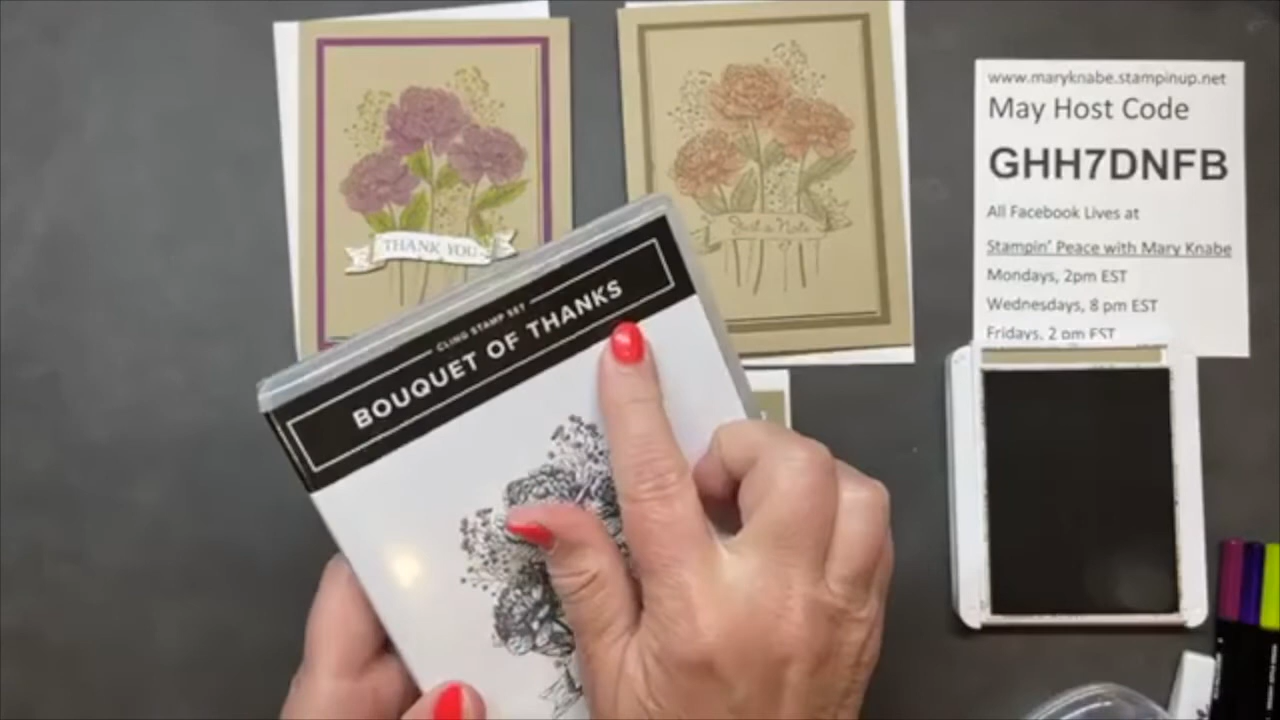 www.maryknabe.stampinup.net
May Host Code
GHH7DNFB
All Facebook Lives at
Stampin' Peace with Mary Knabe
Mondays, 2pm EST
Wednesdays, 8 pm EST
Fridays, 2 pm EST
THANK YOU
Just a Note
CLING STAMP SET
BOUQUET OF THANKS